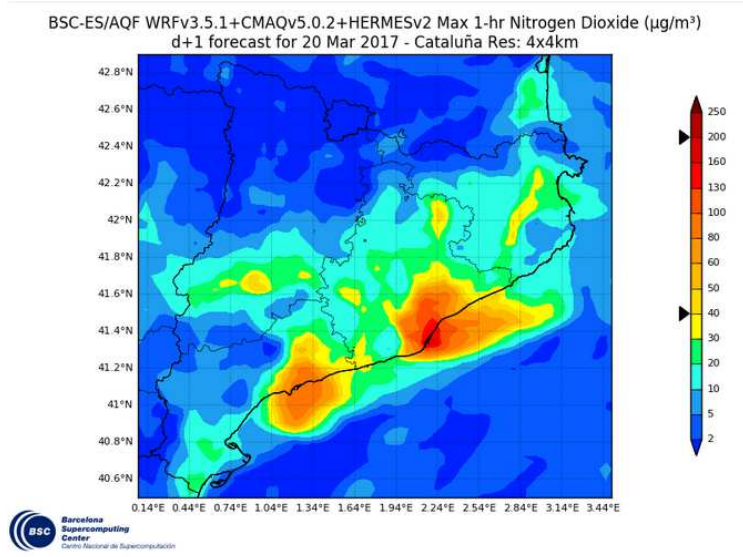 BSC-ES/AQF WRFv3.5.1+CMAQv5.0.2+HERMESv2 Max 1-hr Nitrogen Dioxide (µg/m³)
d+1 forecast for 20 Mar 2017 - Cataluña Res: 4x4km
42.8°N
42.6°N
42.4°N
42.2°N
42°N
41.8°N
41.6°N
41.4°N
41.2°N
41°N
40.8°N
40.6°N
0.14°E 0.44°E 0.74°E 1.04°E 1.34°E 1.64°E 1.94°E 2.24°E 2.54°E 2.84°E 3.14°E 3.44°E
250
200
160
130
100
80
60
50
40
30
20
10
5
2
BSC
Barcelona
Supercomputing
Center
Centro Nacional de Supercomputación